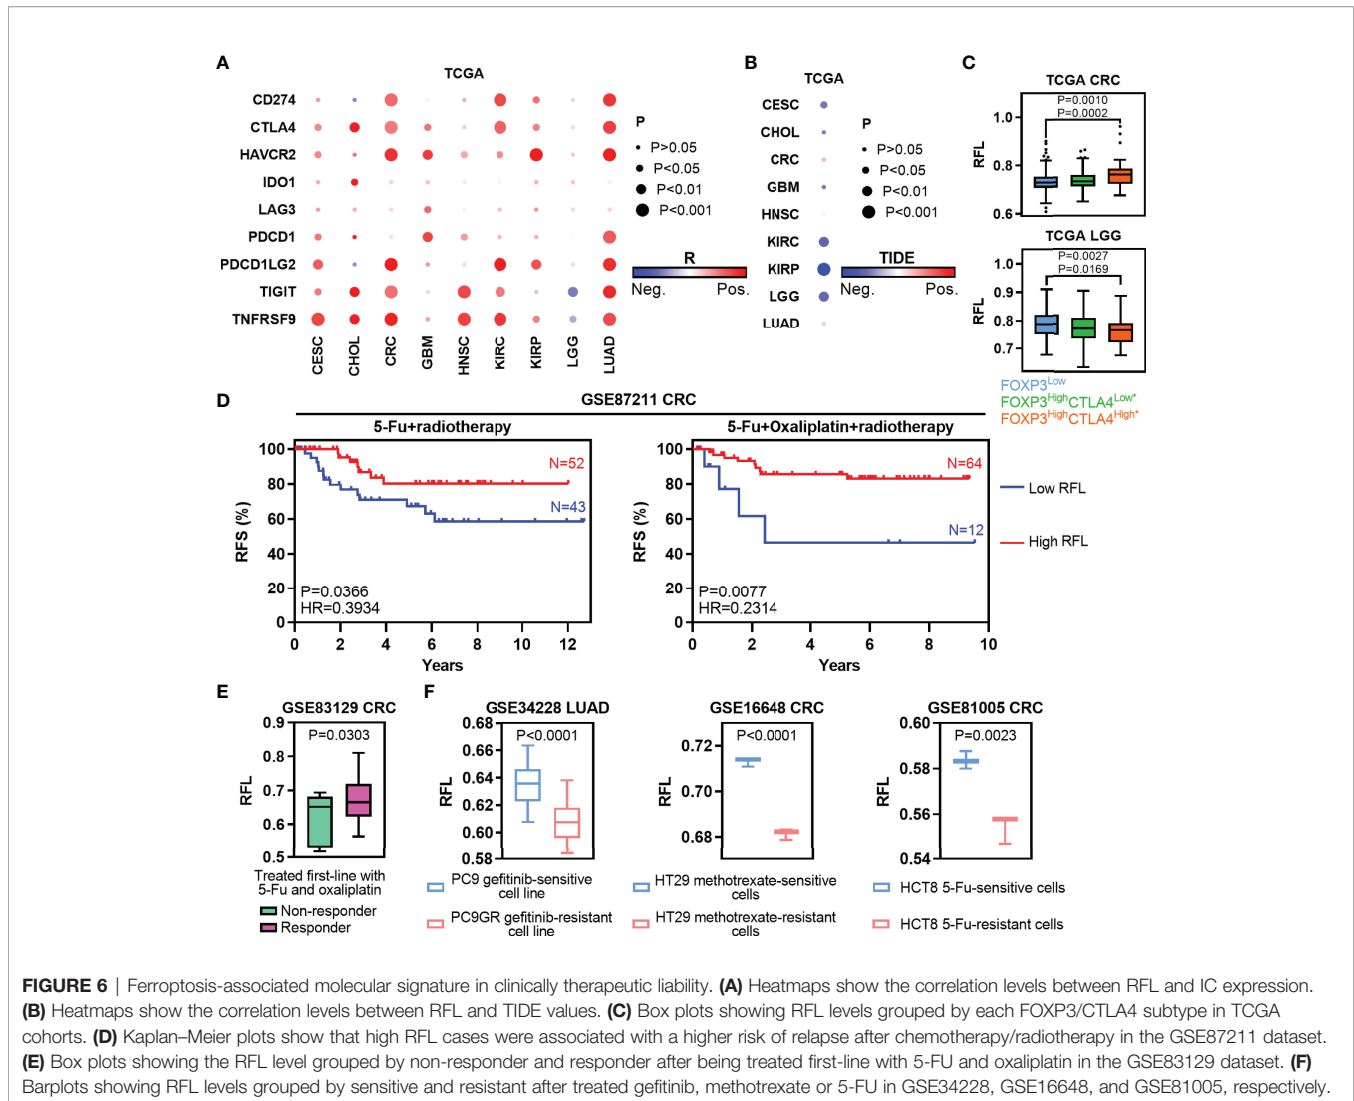 A
TCGA
CD274
CTLA4
HAVCR2
IDO1
LAG3
PDCD1
PDCD1LG2
TIGIT
TNFRSF9
CESC
CHOL
CRC
GBM
HNSC
KIRC
KIRP
LGG
LUAD
P
P>0.05
P<0.05
P<0.01
P<0.001
R
Neg. Pos.
B
TCGA
CESC
CHOL
CRC
GBM
HNSC
KIRC
KIRP
LGG
LUAD
P
P>0.05
P<0.05
P<0.01
P<0.001
TIDE
Neg. Pos.
C
TCGA CRC
P=0.0010
P=0.0002
RFL
1.0
0.8
0.6
TCGA LGG
P=0.0027
P=0.0169
RFL
1.0
0.9
0.8
0.7
FOXP3Low
FOXP3HighCTLA4Low*
FOXP3HighCTLA4High*
D
GSE87211 CRC
5-Fu+radiotherapy
RFS (%)
100
80
60
40
20
0
N=52
N=43
P=0.0366
HR=0.3934
0 2 4 6 8 10 12
Years
5-Fu+Oxaliplatin+radiotherapy
RFS (%)
100
80
60
40
20
0
N=64
N=12
P=0.0077
HR=0.2314
0 2 4 6 8 10
Years
Low RFL
High RFL
E
GSE83129 CRC
P=0.0303
RFL
0.9
0.8
0.7
0.6
0.5
Treated first-line with
5-Fu and oxaliplatin
Non-responder
Responder
F
GSE34228 LUAD
P<0.0001
RFL
0.68
0.66
0.64
0.62
0.60
0.58
PC9 gefitinib-sensitive
cell line
PC9GR gefitinib-resistant
cell line
GSE16648 CRC
P<0.0001
RFL
0.72
0.70
0.68
HT29 methotrexate-sensitive
cells
HT29 methotrexate-resistant
cells
GSE81005 CRC
P=0.0023
RFL
0.60
0.58
0.56
0.54
HCT8 5-Fu-sensitive cells
HCT8 5-Fu-resistant cells
FIGURE 6 | Ferroptosis-associated molecular signature in clinically therapeutic liability. (A) Heatmaps show the correlation levels between RFL and IC expression.
(B) Heatmaps show the correlation levels between RFL and TIDE values. (C) Box plots showing RFL levels grouped by each FOXP3/CTLA4 subtype in TCGA
cohorts. (D) Kaplan–Meier plots show that high RFL cases were associated with a higher risk of relapse after chemotherapy/radiotherapy in the GSE87211 dataset.
(E) Box plots showing the RFL level grouped by non-responder and responder after being treated first-line with 5-FU and oxaliplatin in the GSE83129 dataset. (F)
Barplots showing RFL levels grouped by sensitive and resistant after treated gefitinib, methotrexate or 5-FU in GSE34228, GSE16648, and GSE81005, respectively.